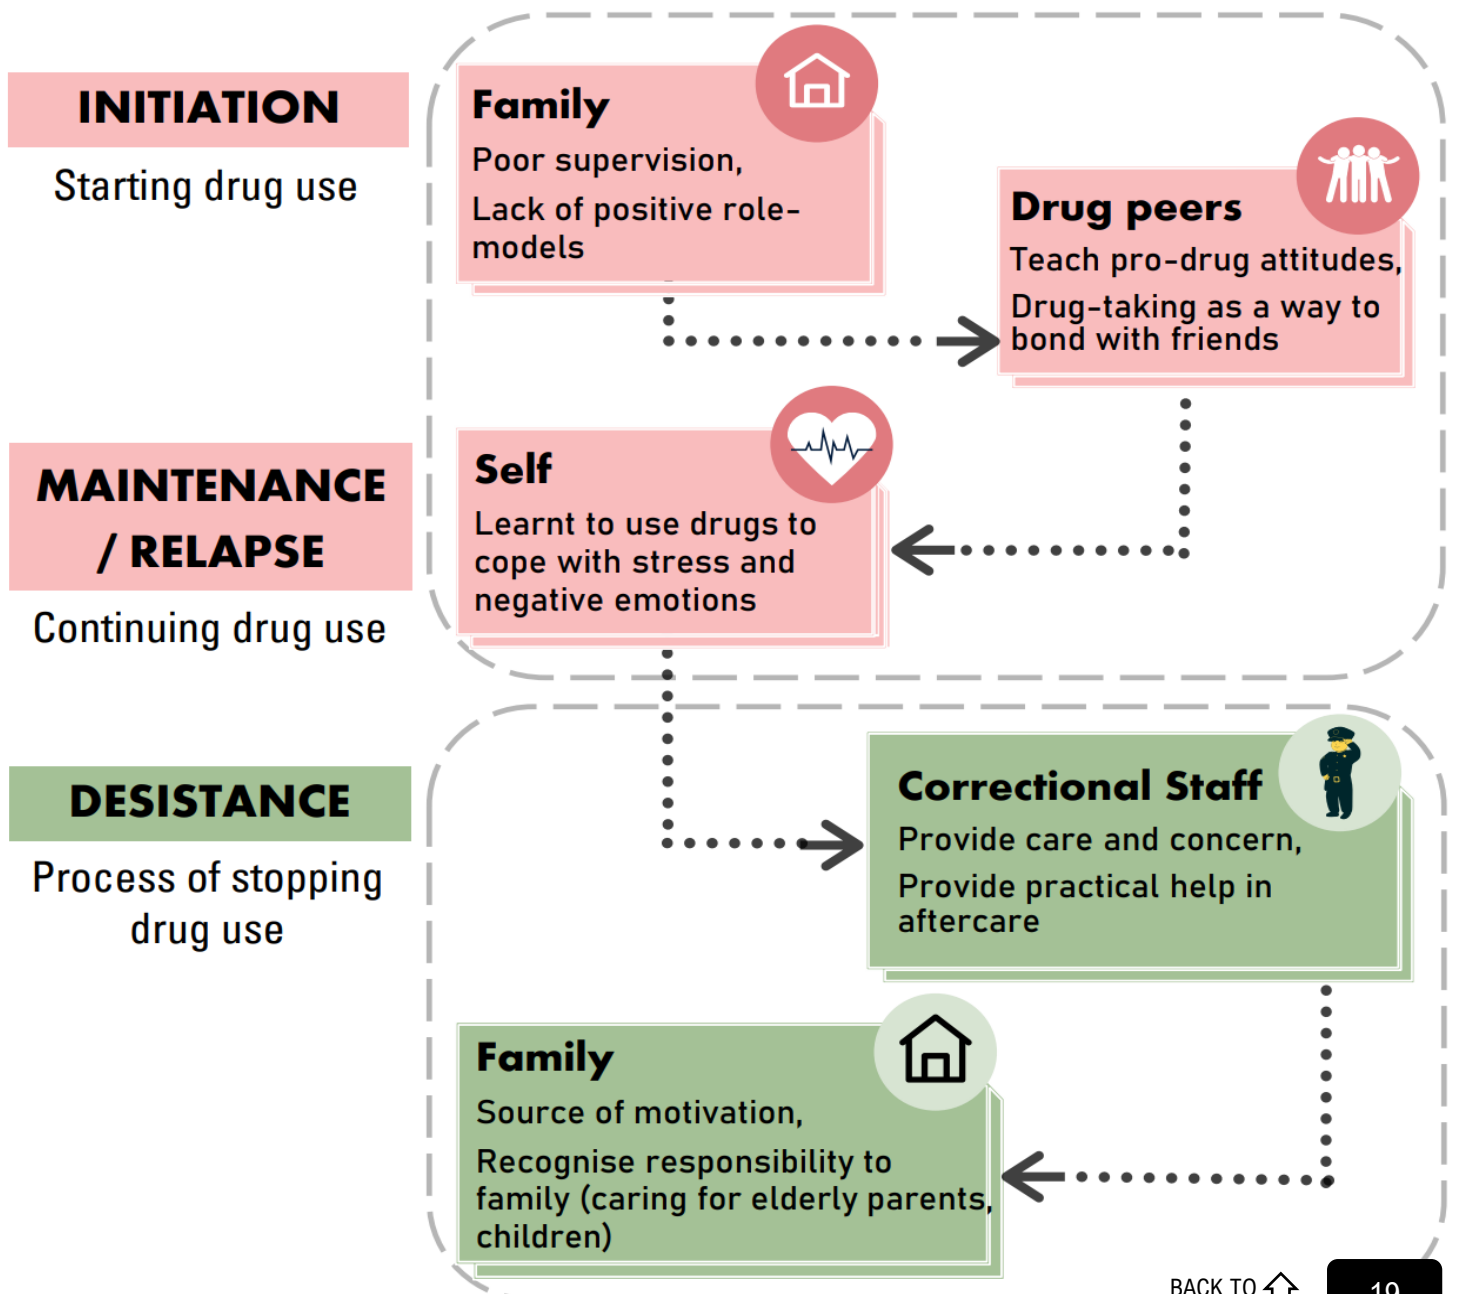 INITIATION
Starting drug use
Family
Poor supervision,
Lack of positive role-
models
Drug peers
Teach pro-drug attitudes,
Drug-taking as a way to
bond with friends
MAINTENANCE
/ RELAPSE
Continuing drug use
Self
Learnt to use drugs to
cope with stress and
negative emotions
DESISTANCE
Process of stopping
drug use
Correctional Staff
Provide care and concern,
Provide practical help in
aftercare
Family
Source of motivation,
Recognise responsibility to
family (caring for elderly parents,
children)
BACK TO